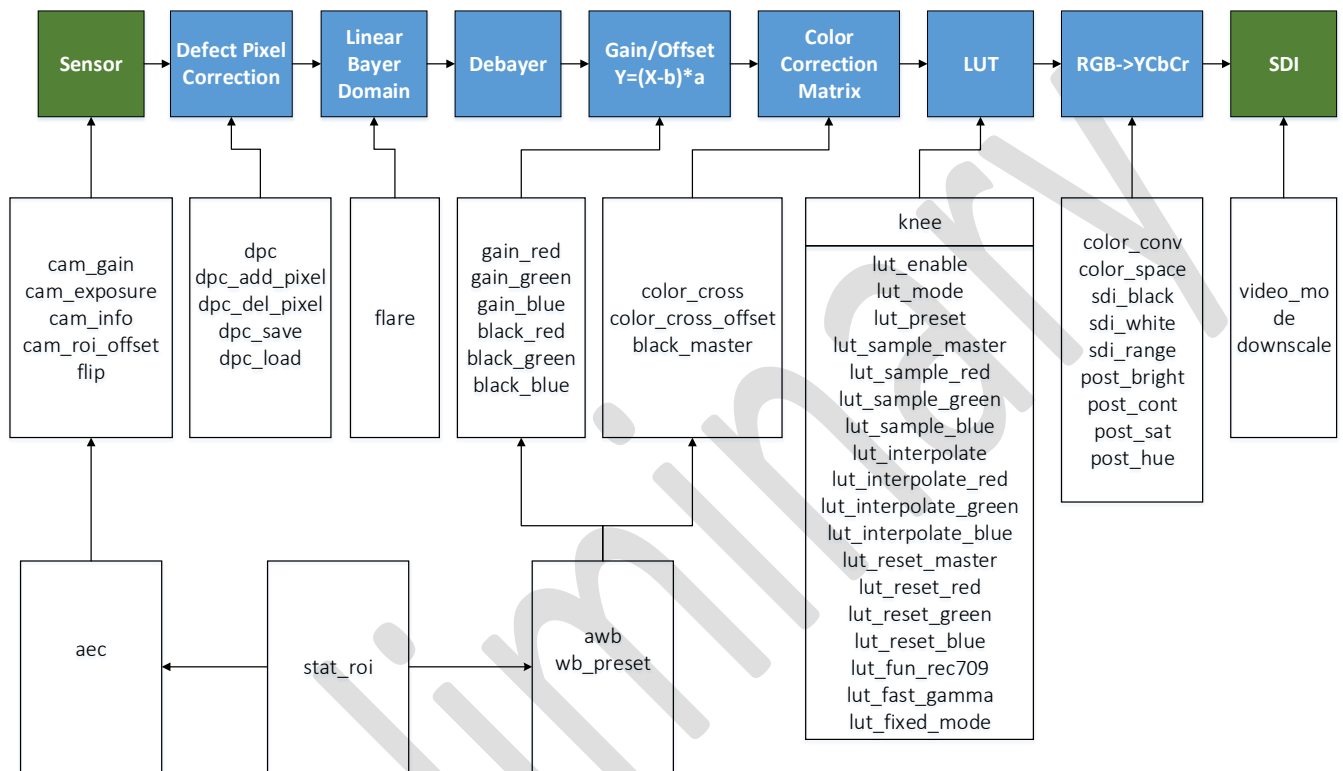 Sensor
Defect Pixel
Correction
Linear
Bayer
Domain
Debayer
Gain/Offset
Y=(X-b)*a
Color
Correction
Matrix
LUT
RGB->YCbCr
SDI
cam_gain
cam_exposure
cam_info
cam_roi_offset
flip
dpc
dpc_add_pixel
dpc_del_pixel
dpc_save
dpc_load
flare
gain_red
gain_green
gain_blue
black_red
black_green
black_blue
color_cross
color_cross_offset
black_master
knee
lut_enable
lut_mode
lut_preset
lut_sample_master
lut_sample_red
lut_sample_green
lut_sample_blue
lut_interpolate
lut_interpolate_red
lut_interpolate_green
lut_interpolate_blue
lut_reset_master
lut_reset_red
lut_reset_green
lut_reset_blue
lut_fun_rec709
lut_fast_gamma
lut_fixed_mode
color_conv
color_space
sdi_black
sdi_white
sdi_range
post_bright
post_cont
post_sat
post_hue
video_mo
de
downscale
aec
stat_roi
awb
wb_preset
liminary